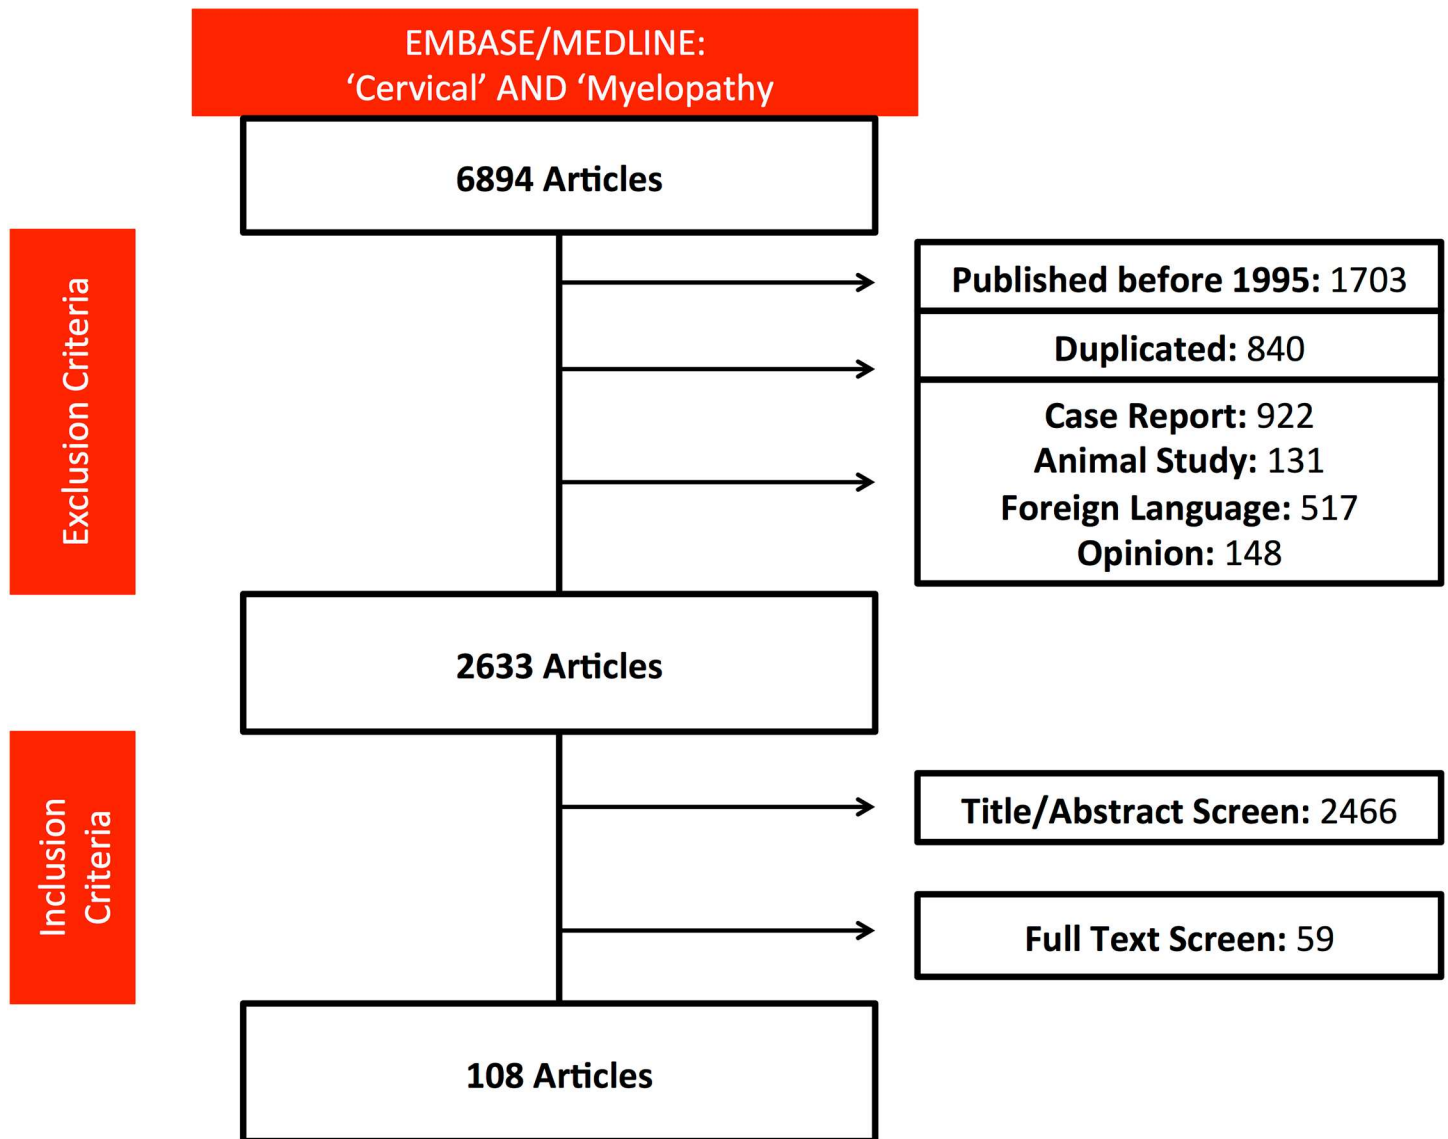 EMBASE/MEDLINE:
‘Cervical’ AND ‘Myelopathy
6894 Articles
Exclusion Criteria
Published before 1995: 1703
Duplicated: 840
Case Report: 922
Animal Study: 131
Foreign Language: 517
Opinion: 148
2633 Articles
Inclusion
Criteria
Title/Abstract Screen: 2466
Full Text Screen: 59
108 Articles